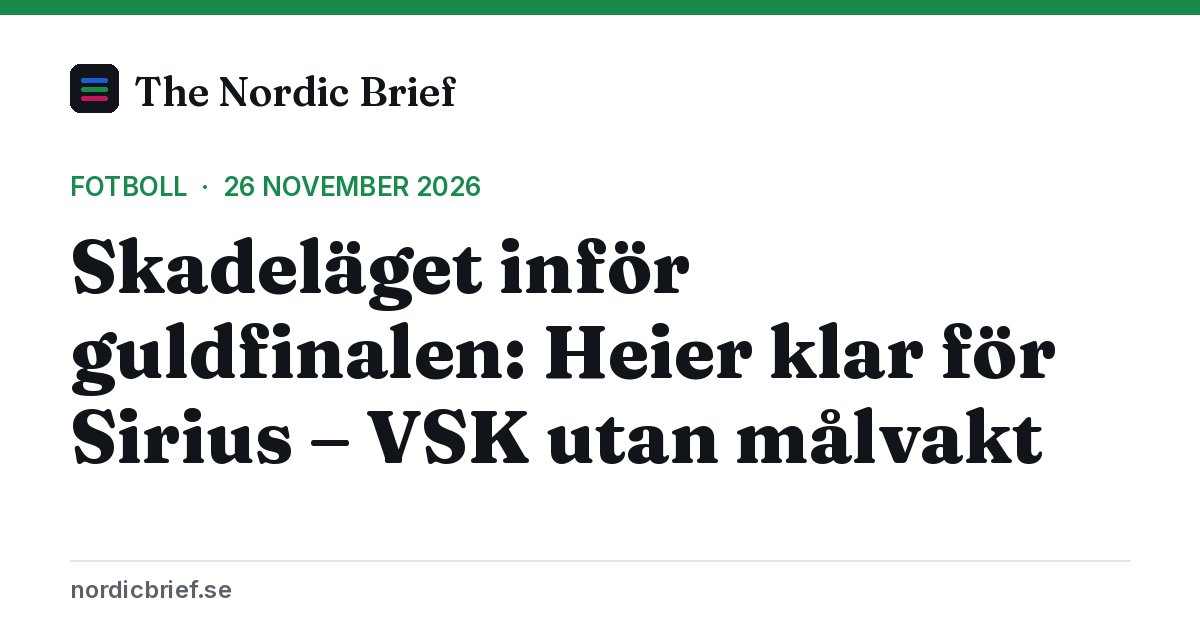 The Nordic Brief
FOTBOLL · 26 NOVEMBER 2026
Skadeläget inför
guldfinalen: Heier klar för
Sirius – VSK utan målvakt
nordicbrief.se